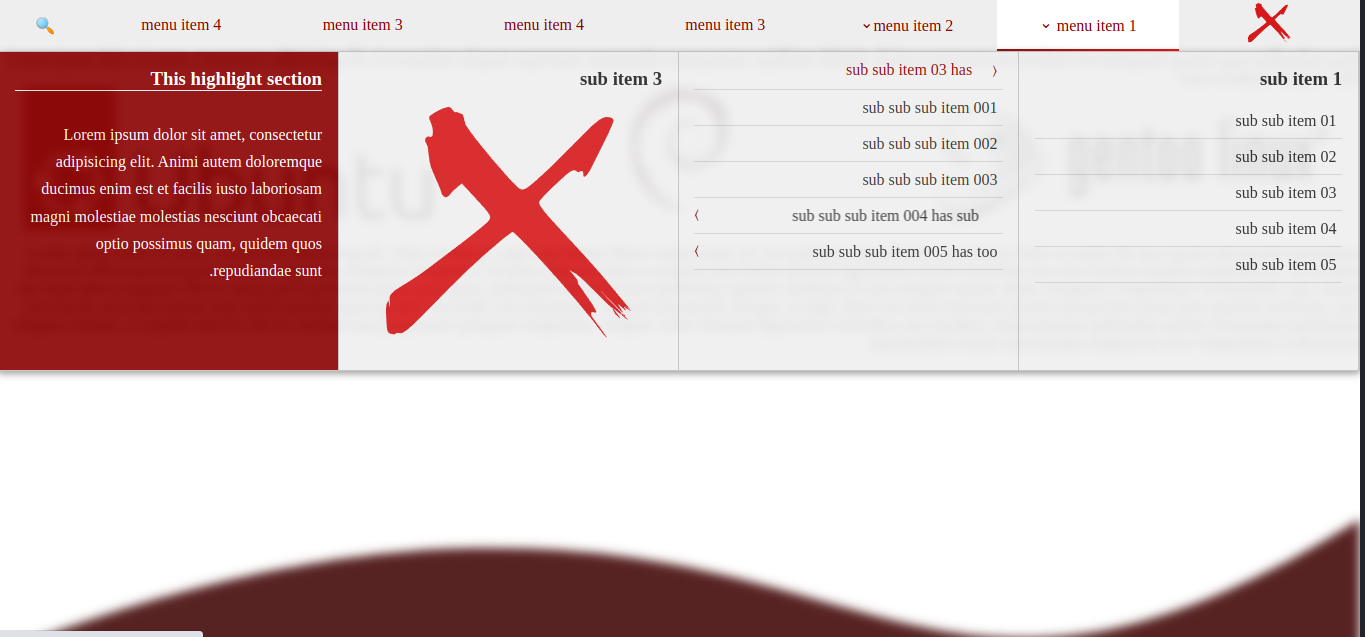 menu item 1
menu item 2
menu item 3
menu item 4
menu item 3
menu item 4
sub item 1
sub sub item 01
sub sub item 02
sub sub item 03
sub sub item 04
sub sub item 05
sub sub item 03 has
sub sub sub item 001
sub sub sub item 002
sub sub sub item 003
sub sub sub item 004 has sub
sub sub sub item 005 has too
sub item 3
This highlight section
Lorem ipsum dolor sit amet, consectetur
adipisicing elit. Animi autem doloremque
ducimus enim est et facilis iusto laboriosam
magni molestiae molestias nesciunt obcaecati
optio possimus quam, quidem quos
.repudiandae sunt
gentoo linux
ubuntu